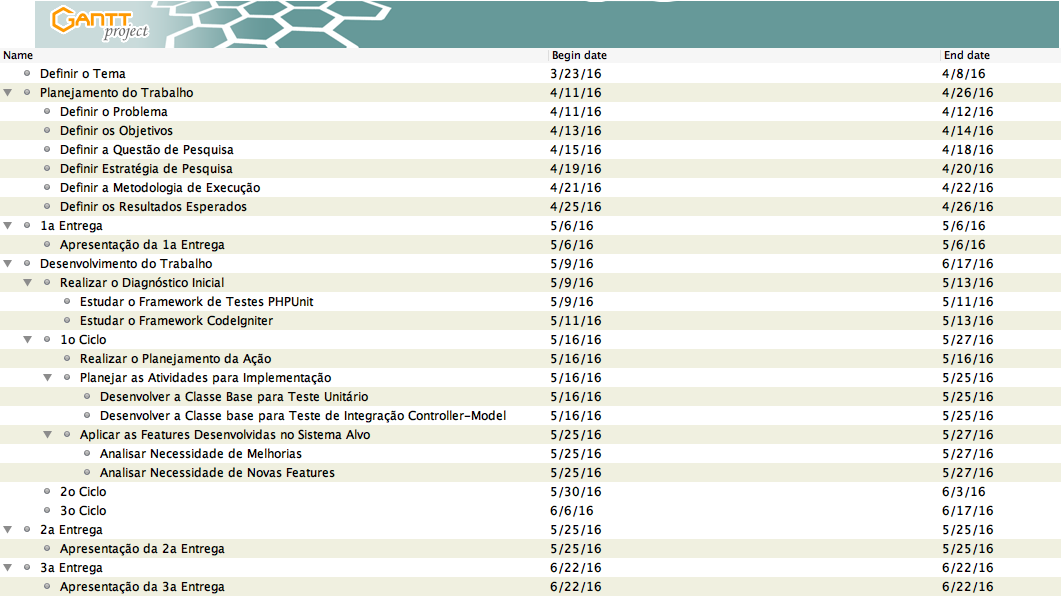 GANTT
project
Name Begin date End date
Definir o Tema 3/23/16 4/8/16
Planejamento do Trabalho 4/11/16 4/26/16
Definir o Problema 4/11/16 4/12/16
Definir os Objetivos 4/13/16 4/14/16
Definir a Questão de Pesquisa 4/15/16 4/18/16
Definir Estratégia de Pesquisa 4/19/16 4/20/16
Definir a Metodologia de Execução 4/21/16 4/22/16
Definir os Resultados Esperados 4/25/16 4/26/16
1a Entrega 5/6/16 5/6/16
Apresentação da 1a Entrega 5/6/16 5/6/16
Desenvolvimento do Trabalho 5/9/16 6/17/16
Realizar o Diagnóstico Inicial 5/9/16 5/13/16
Estudar o Framework de Testes PHPUnit 5/9/16 5/11/16
Estudar o Framework CodeIgniter 5/11/16 5/13/16
1o Ciclo 5/16/16 5/27/16
Realizar o Planejamento da Ação 5/16/16 5/16/16
Planejar as Atividades para Implementação 5/16/16 5/25/16
Desenvolver a Classe Base para Teste Unitário 5/16/16 5/25/16
Desenvolver a Classe base para Teste de Integração Controller-Model 5/16/16 5/25/16
Aplicar as Features Desenvolvidas no Sistema Alvo 5/25/16 5/27/16
Analisar Necessidade de Melhorias 5/25/16 5/27/16
Analisar Necessidade de Novas Features 5/25/16 5/27/16
2o Ciclo 5/30/16 6/3/16
3o Ciclo 6/6/16 6/17/16
2a Entrega 5/25/16 5/25/16
Apresentação da 2a Entrega 5/25/16 5/25/16
3a Entrega 6/22/16 6/22/16
Apresentação da 3a Entrega 6/22/16 6/22/16